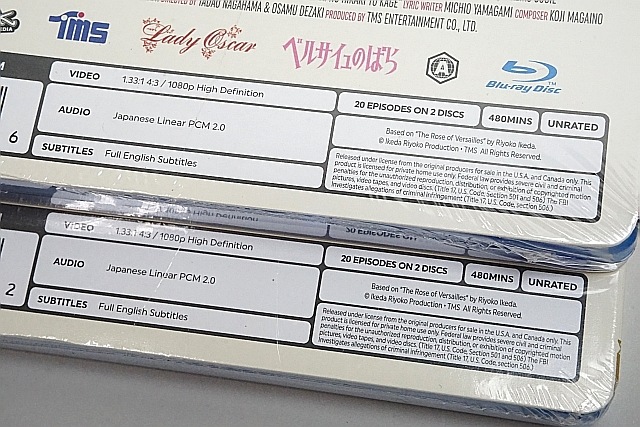 DIRECTED BY TADAO NAGAHAMA & OSAMU DEZAKI PRODUCED BY TMS ENTERTAINMENT CO., LTD.
LYRIC WRITER MICHIO YAMAGAMI COMPOSER KOJI MAGAINO
MEDIA
TMS
Lady Oscar
ベルサイユのばら
Blu-ray Disc
VIDEO 1.33:1 4:3 / 1080p High Definition
20 EPISODES ON 2 DISCS 480MINS UNRATED
AUDIO Japanese Linear PCM 2.0
Based on "The Rose of Versailles" by Riyoko Ikeda.
© Ikeda Riyoko Production • TMS All Rights Reserved.
6
SUBTITLES Full English Subtitles
Released under license from the original producers for sale in the U.S.A. and Canada only. This
product is licensed for private home use only. Federal law provides severe civil and criminal
penalties for the unauthorized reproduction, distribution, or exhibition of copyrighted motion
pictures, video tapes, and video discs. (Title 17, U.S. Code, Section 501 and 506) The FBI
investigates allegations of criminal infringement (Title 17, U.S. Code, section 506.)
VIDEO 1.33:1 4:3 / 1080p High Definition
20 EPISODES ON 2 DISCS 480MINS UNRATED
AUDIO Japanese Linear PCM 2.0
Based on "The Rose of Versailles" by Riyoko Ikeda.
© Ikeda Riyoko Production • TMS All Rights Reserved.
2
SUBTITLES Full English Subtitles
Released under license from the original producers for sale in the U.S.A. and Canada only. This
product is licensed for private home use only. Federal law provides severe civil and criminal
penalties for the unauthorized reproduction, distribution, or exhibition of copyrighted motion
pictures, video tapes, and video discs. (Title 17, U.S. Code, Section 501 and 506) The FBI
investigates allegations of criminal infringement (Title 17, U.S. Code, section 506.)